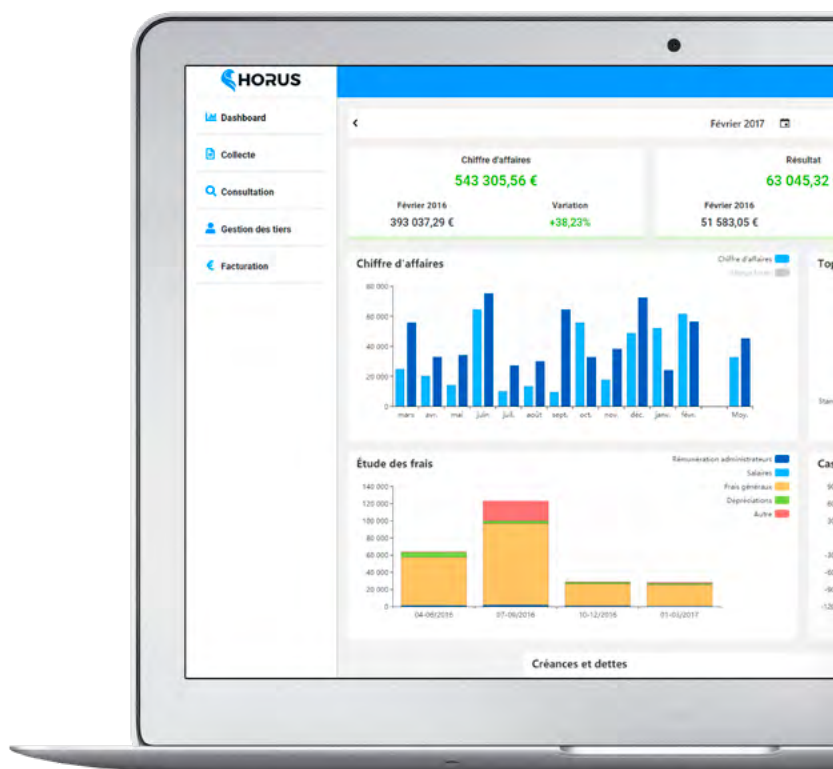 HORUS
Dashboard
Collecte
Consultation
Gestion des tiers
Facturation
Février 2017
Chiffre d'affaires
543 305,56 €
Février 2016
Variation
393 037,29 €
+38,23%
Résultat
63 045,32
Février 2016
51 583,05 €
Chiffre d'affaires
Chiffre d'affaires
80 000
60 000
40 000
20 000
0
mars avr. mai juin juil. août sept. oct. nov. déc. janv. févr. Moy.
Top
Étude des frais
Rémunération administrateurs
Salaires
Frais généraux
Dépréciations
Autre
140 000
120 000
100 000
80 000
60 000
40 000
20 000
0
04-06/2016 07-09/2016 10-12/2016 01-03/2017
Créances et dettes